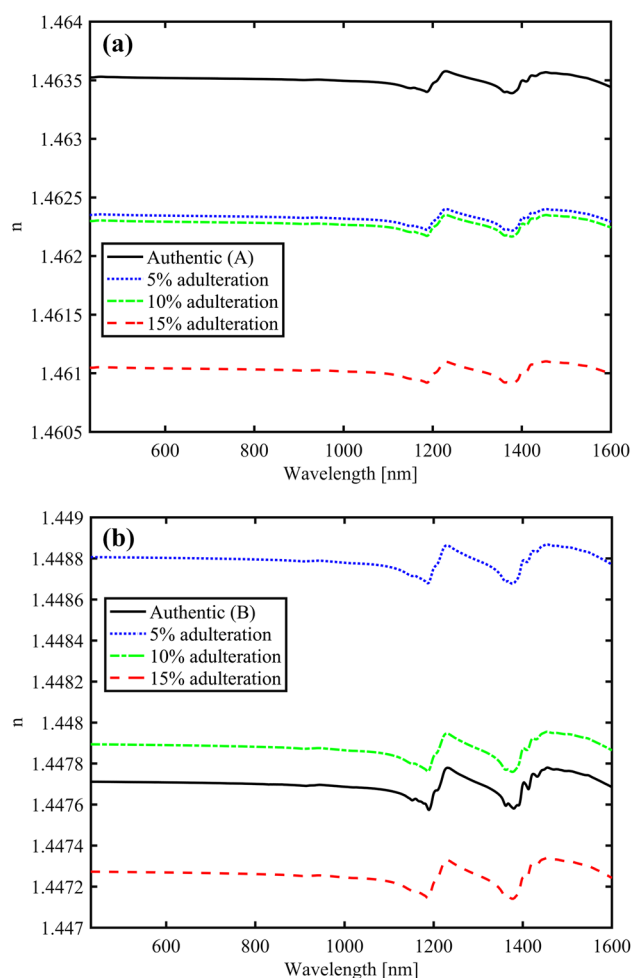 (a)
1.464
1.4635
1.463
1.4625
1.462
1.4615
1.461
1.4605
n
Authentic (A)
5% adulteration
10% adulteration
15% adulteration
600 800 1000 1200 1400 1600
Wavelength [nm]
(b)
1.449
1.4488
1.4486
1.4484
1.4482
1.448
1.4478
1.4476
1.4474
1.4472
1.447
n
Authentic (B)
5% adulteration
10% adulteration
15% adulteration
600 800 1000 1200 1400 1600
Wavelength [nm]